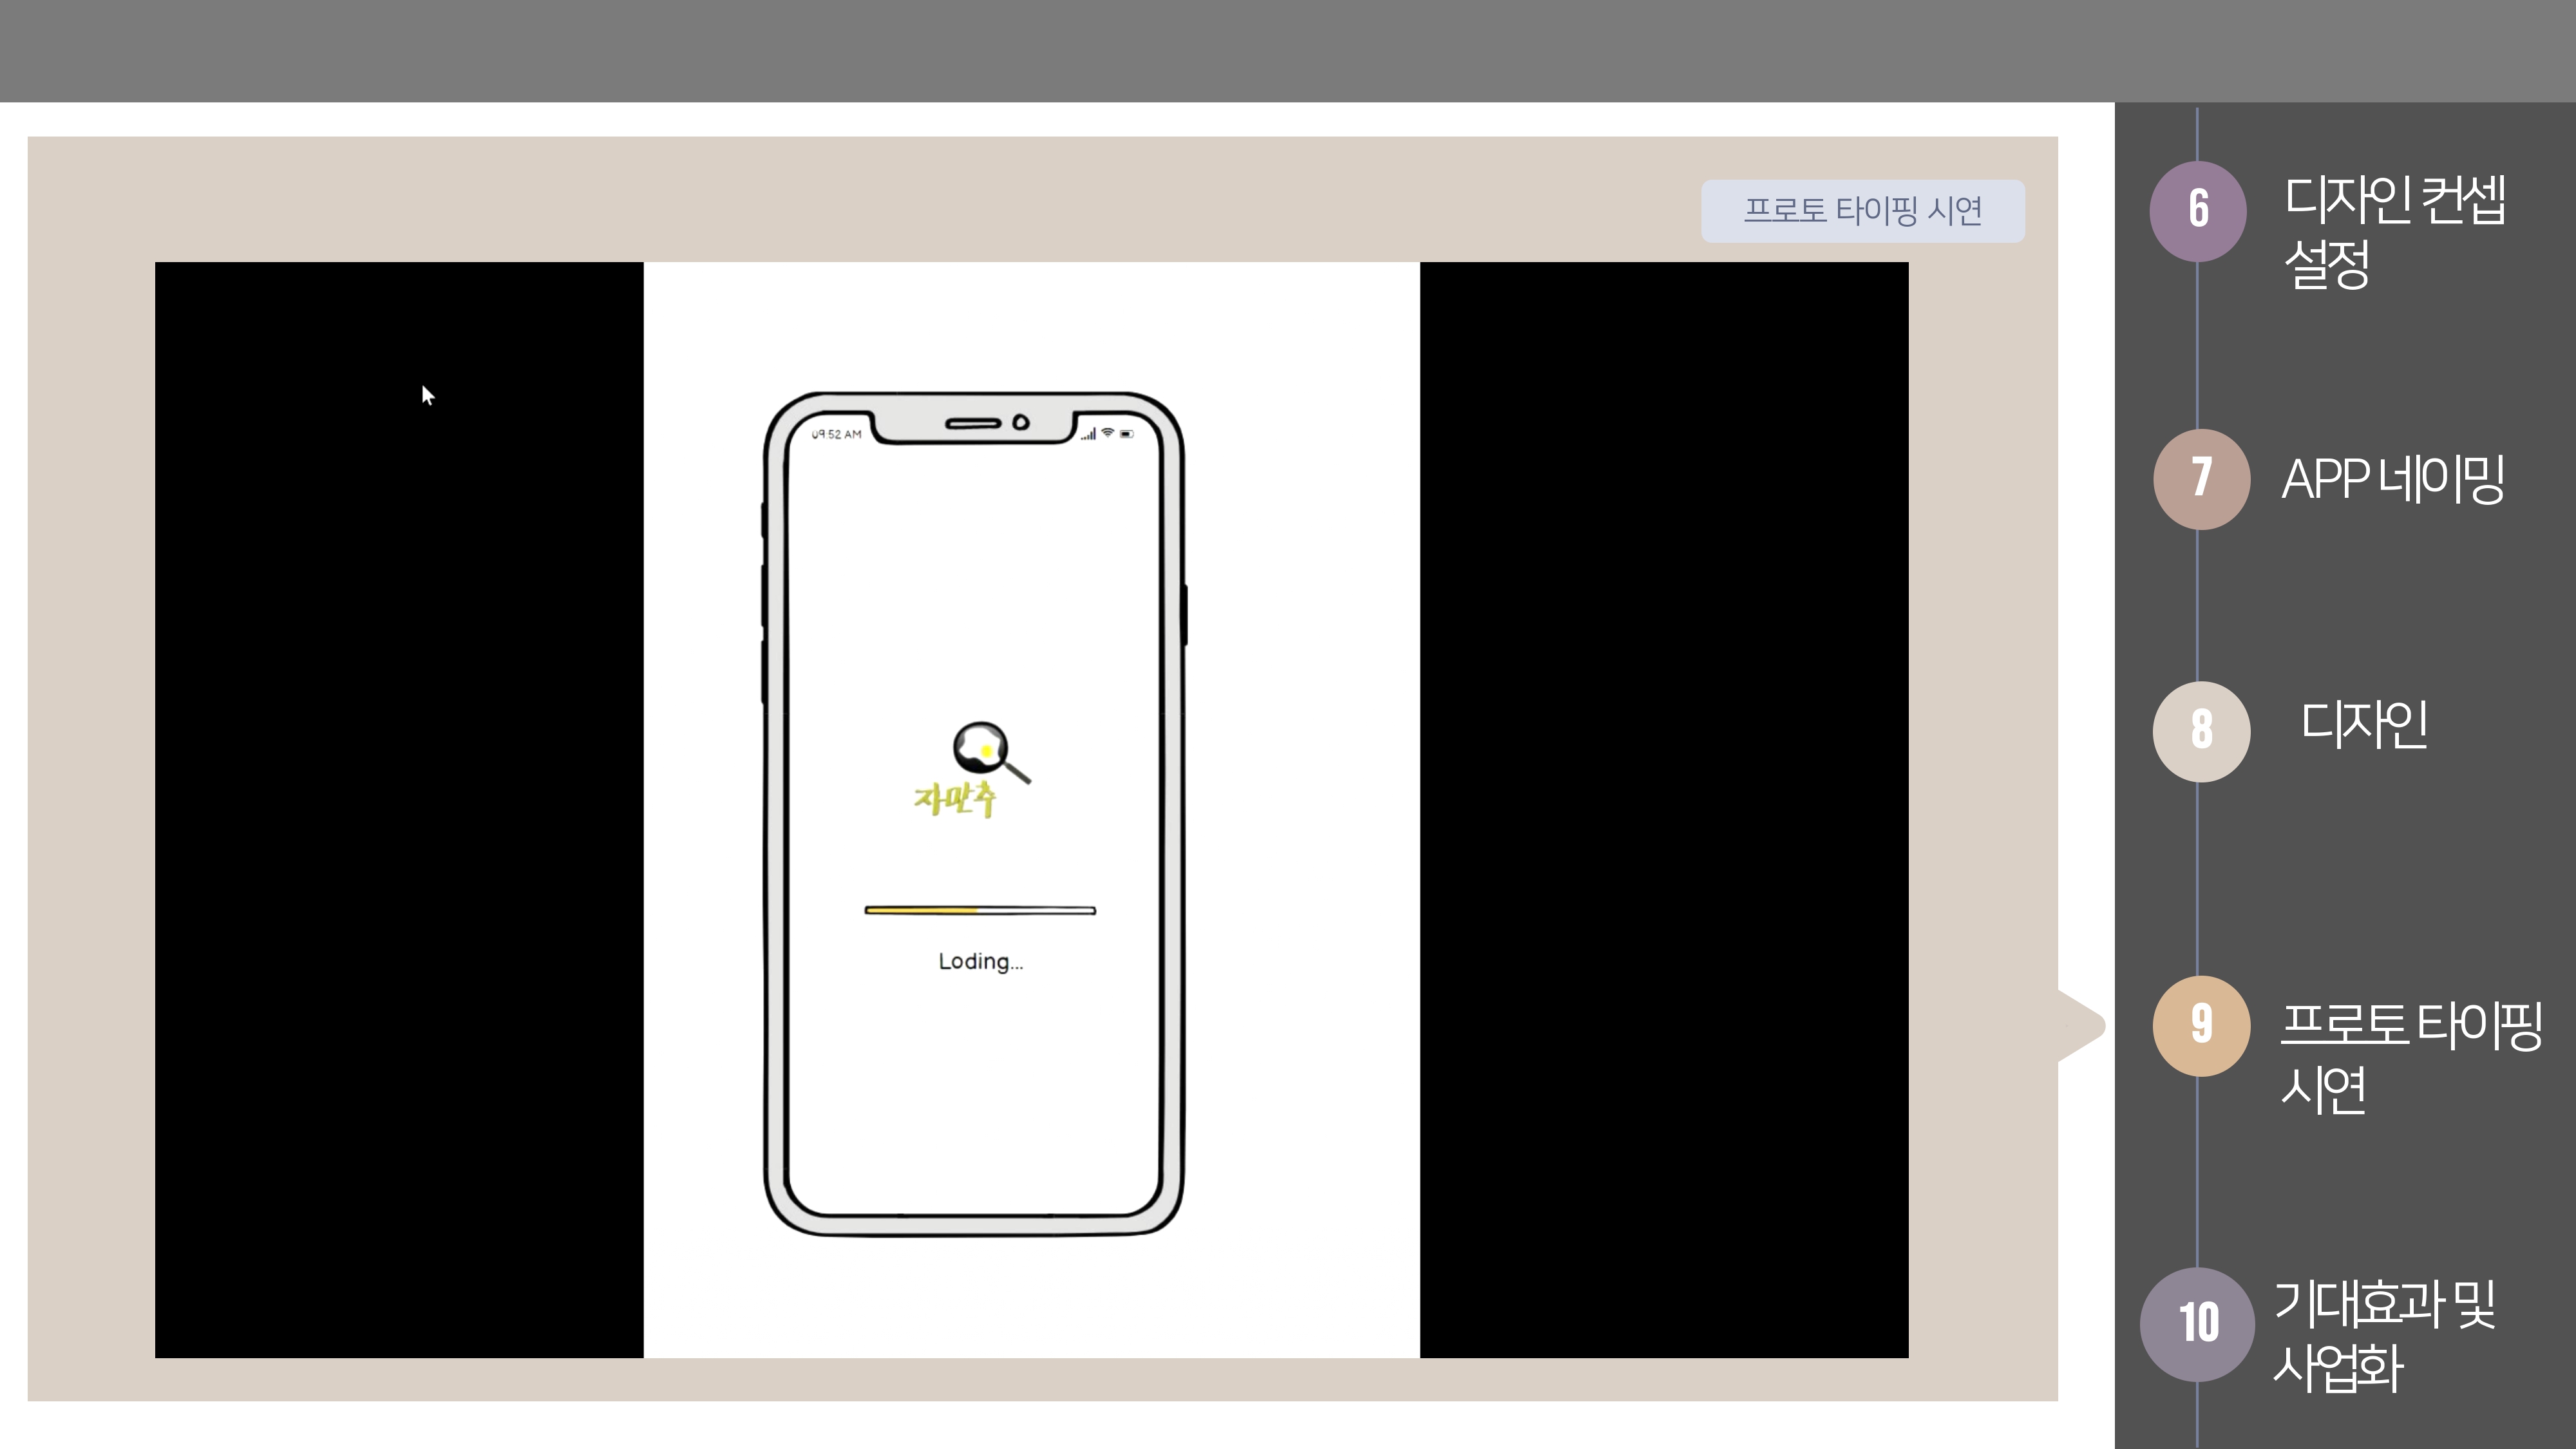 프로토 타이핑 시연
09:52 AM
자만추
Loding...
6
디자인 컨셉
설정
7
APP 네이밍
8
디자인
9
프로토 타이핑
시연
10
기대효과 및
사업화